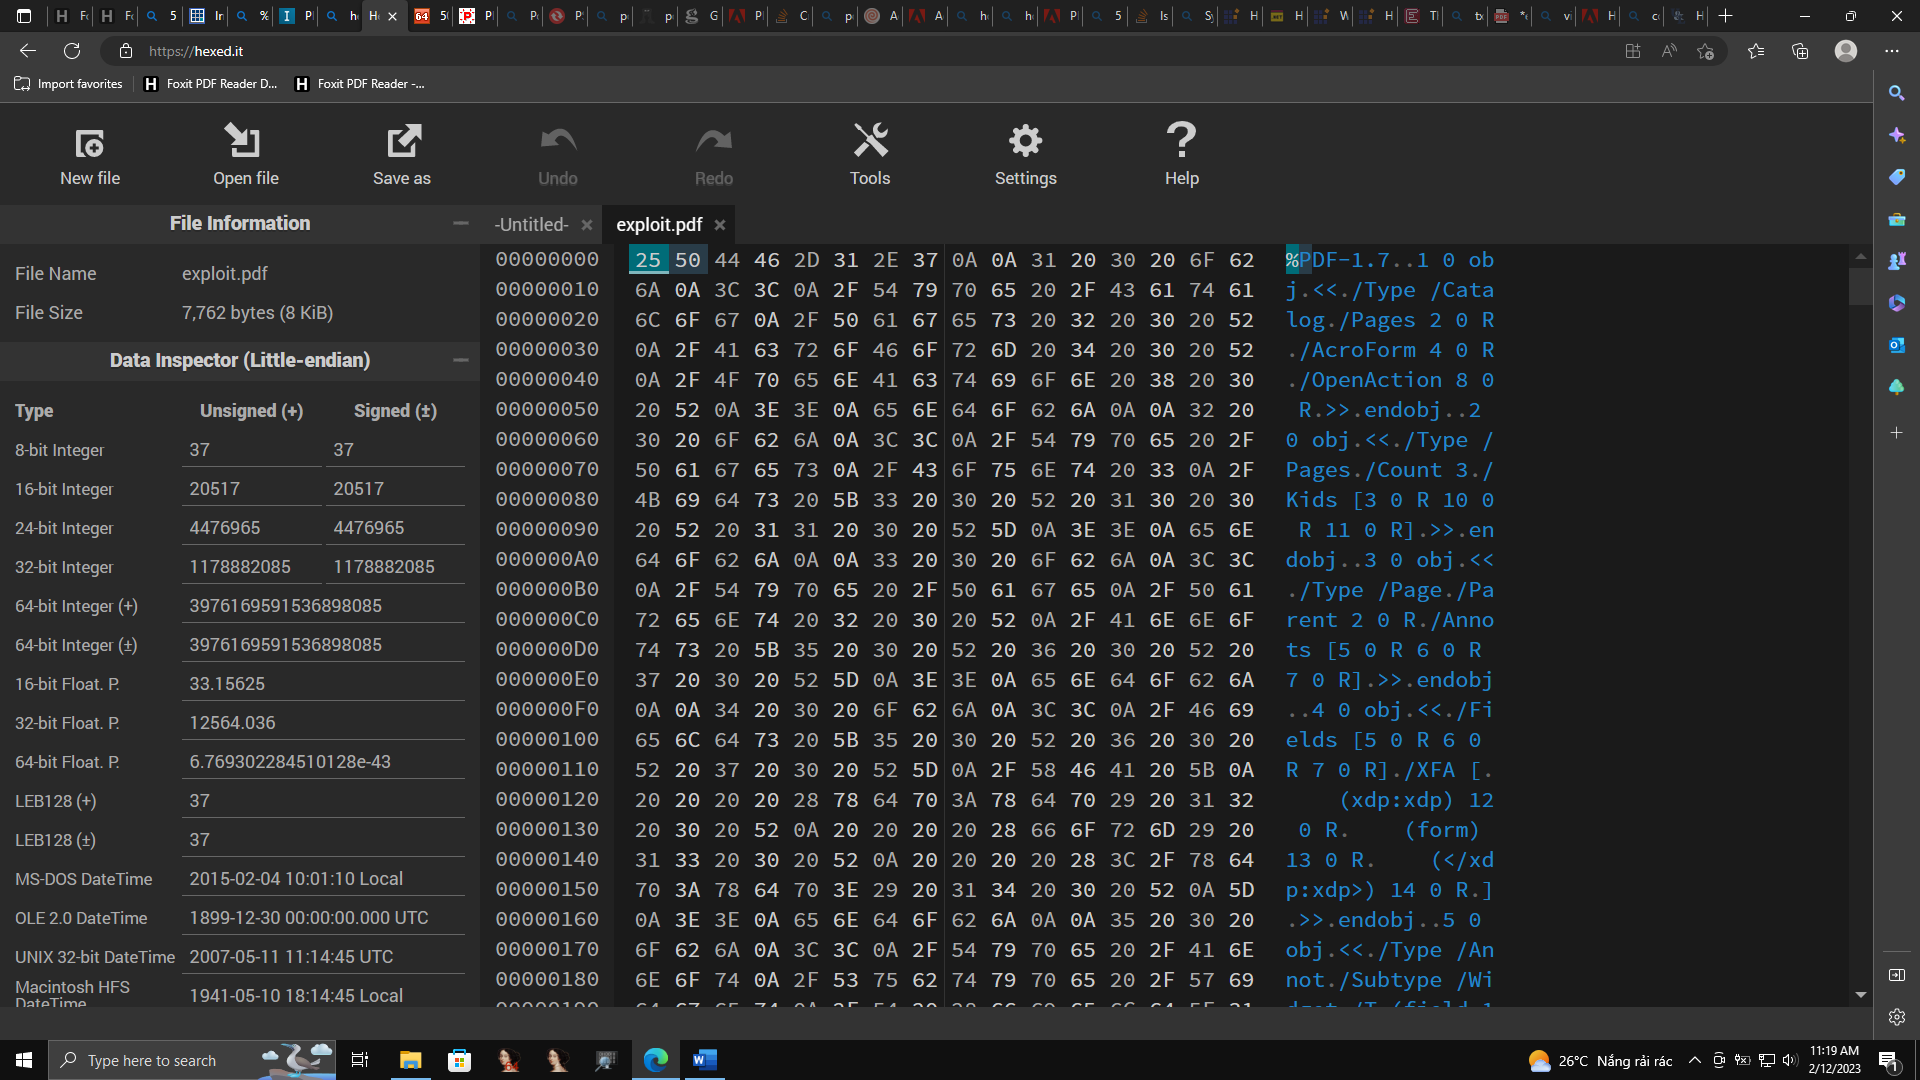 https://hexed.it
Import favorites
Foxit PDF Reader D...
Foxit PDF Reader -...
New file
Open file
Save as
Undo
Redo
Tools
Settings
Help
File Information
-Untitled-
exploit.pdf
File Name exploit.pdf
File Size 7,762 bytes (8 KiB)
Data Inspector (Little-endian)
Type Unsigned (+) Signed (±)
8-bit Integer 37 37
16-bit Integer 20517 20517
24-bit Integer 4476965 4476965
32-bit Integer 1178882085 1178882085
64-bit Integer (+) 3976169591536898085
64-bit Integer (±) 3976169591536898085
16-bit Float. P. 33.15625
32-bit Float. P. 12564.036
64-bit Float. P. 6.769302284510128e-43
LEB128 (+) 37
LEB128 (±) 37
MS-DOS DateTime 2015-02-04 10:01:10 Local
OLE 2.0 DateTime 1899-12-30 00:00:00.000 UTC
UNIX 32-bit DateTime 2007-05-11 11:14:45 UTC
Macintosh HFS DateTime 1941-05-10 18:14:45 Local
00000000 25 50 44 46 2D 31 2E 37 0A 0A 31 20 30 20 6F 62 %PDF-1.7..1 0 ob
00000010 6A 0A 3C 3C 0A 2F 54 79 70 65 20 2F 43 61 74 61 j.<<./Type /Cata
00000020 6C 6F 67 0A 2F 50 61 67 65 73 20 32 20 30 20 52 log./Pages 2 0 R
00000030 0A 2F 41 63 72 6F 46 6F 72 6D 20 34 20 30 20 52 ./AcroForm 4 0 R
00000040 0A 2F 4F 70 65 6E 41 63 74 69 6F 6E 20 38 20 30 ./OpenAction 8 0
00000050 20 52 0A 3E 3E 0A 65 6E 64 6F 62 6A 0A 0A 32 20 R.>>.endobj..2
00000060 30 20 6F 62 6A 0A 3C 3C 0A 2F 54 79 70 65 20 2F 0 obj.<<./Type /
00000070 50 61 67 65 73 0A 2F 43 6F 75 6E 74 20 33 0A 2F Pages./Count 3./
00000080 4B 69 64 73 20 5B 33 20 30 20 52 20 31 30 20 30 Kids [3 0 R 10 0
00000090 20 52 20 31 31 20 30 20 52 5D 0A 3E 3E 0A 65 6E R 11 0 R].>>.en
000000A0 64 6F 62 6A 0A 0A 33 20 30 20 6F 62 6A 0A 3C 3C dobj..3 0 obj.<<
000000B0 0A 2F 54 79 70 65 20 2F 50 61 67 65 0A 2F 50 61 ./Type /Page./Pa
000000C0 72 65 6E 74 20 32 20 30 20 52 0A 2F 41 6E 6E 6F rent 2 0 R./Anno
000000D0 74 73 20 5B 35 20 30 20 52 20 36 20 30 20 52 20 ts [5 0 R 6 0 R
000000E0 37 20 30 20 52 5D 0A 3E 3E 0A 65 6E 64 6F 62 6A 7 0 R].>>.endobj
000000F0 0A 0A 34 20 30 20 6F 62 6A 0A 3C 3C 0A 2F 46 69 ..4 0 obj.<<./Fi
00000100 65 6C 64 73 20 5B 35 20 30 20 52 20 36 20 30 20 elds [5 0 R 6 0
00000110 52 20 37 20 30 20 52 5D 0A 2F 58 46 41 20 5B 0A R 7 0 R]./XFA [.
00000120 20 20 20 20 28 78 64 70 3A 78 64 70 29 20 31 32 (xdp:xdp) 12
00000130 20 30 20 52 0A 20 20 20 20 28 66 6F 72 6D 29 20 0 R. (form)
00000140 31 33 20 30 20 52 0A 20 20 20 20 28 3C 2F 78 64 13 0 R. (</xd
00000150 70 3A 78 64 70 3E 29 20 31 34 20 30 20 52 0A 5D p:xdp>) 14 0 R.]
00000160 0A 3E 3E 0A 65 6E 64 6F 62 6A 0A 0A 35 20 30 20 .>>.endobj..5 0
00000170 6F 62 6A 0A 3C 3C 0A 2F 54 79 70 65 20 2F 41 6E obj.<<./Type /An
00000180 6E 6F 74 0A 2F 53 75 62 74 79 70 65 20 2F 57 69 not./Subtype /Wi
Type here to search
26°C Nắng rải rác
11:19 AM
2/12/2023